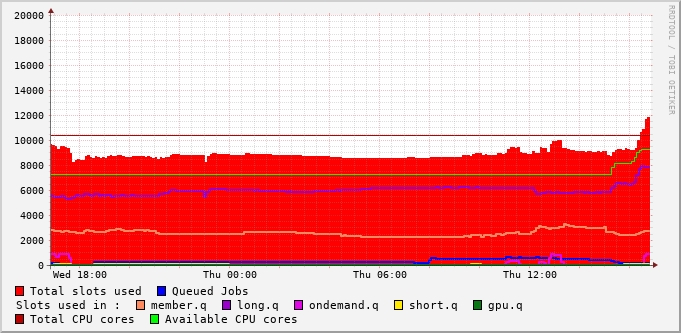 RRDTOOL / TOBI OETIKER
20000
18000
16000
14000
12000
10000
8000
6000
4000
2000
0
Wed 18:00 Thu 00:00 Thu 06:00 Thu 12:00
Total slots used Queued Jobs
Slots used in : member.q long.q ondemand.q short.q gpu.q
Total CPU cores Available CPU cores